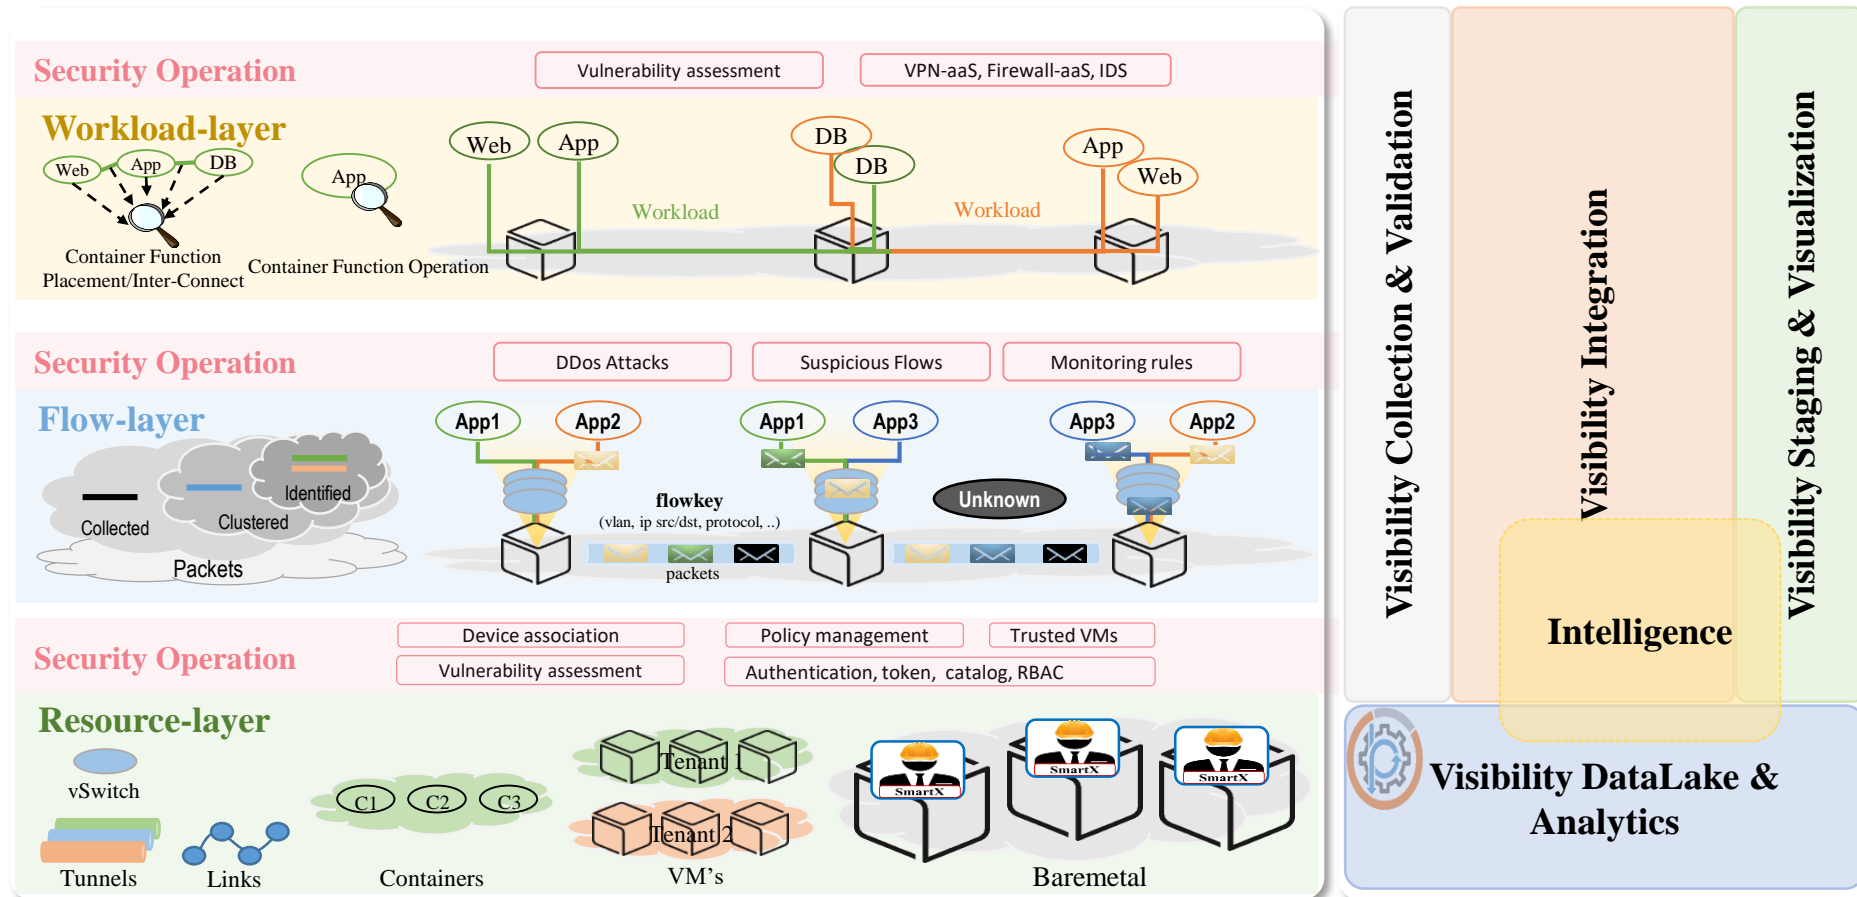 Security Operation
Vulnerability assessment
VPN-aaS, Firewall-aaS, IDS
Workload-layer
Web
App
DB
App
Container Function
Placement/Inter-Connect
Container Function Operation
Web
App
DB
DB
App
Web
Workload
Workload
Security Operation
DDos Attacks
Suspicious Flows
Monitoring rules
Flow-layer
Collected
Clustered
Identified
Packets
App1
App2
App1
App3
App3
App2
flowkey
(vlan, ip src/dst, protocol, ..)
Unknown
packets
Security Operation
Device association
Policy management
Trusted VMs
Vulnerability assessment
Authentication, token, catalog, RBAC
Resource-layer
vSwitch
Tunnels
Links
C1
C2
C3
Containers
Tenant 1
Tenant 2
VM's
SmartX
SmartX
SmartX
Baremetal
Visibility Collection & Validation
Visibility Integration
Visibility Staging & Visualization
Intelligence
Visibility DataLake &
Analytics